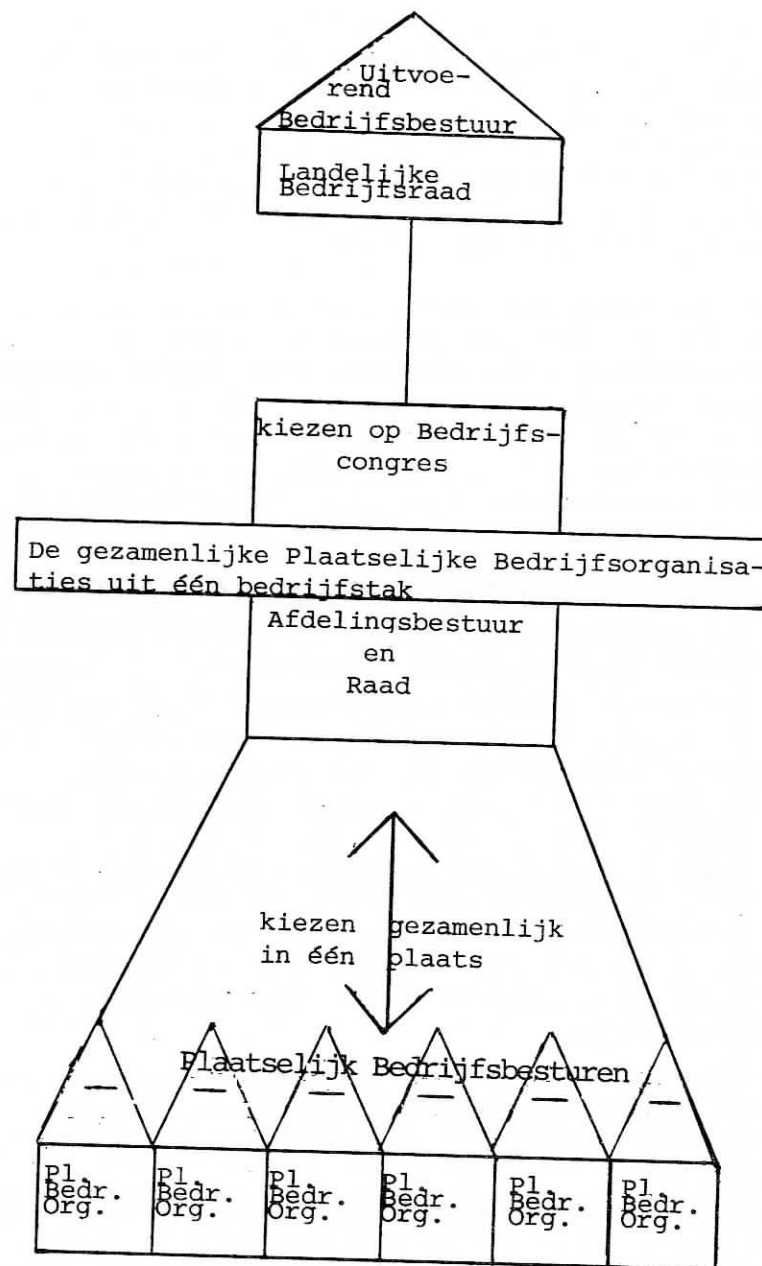 Uitvoe-
rend
Bedrijfsbestuur
Landelijke
Bedrijfsraad
kiezen op Bedrijfs-
congres
De gezamenlijke Plaatselijke Bedrijfsorganisa-
ties uit één bedrijfstak
Afdelingsbestuur
en
Raad
kiezen gezamenlijk
in één plaats
Plaatselijk Bedrijfsbesturen
Pl.
Bedr.
Org.
Pl.
Bedr.
Org.
Pl.
Bedr.
Org.
Pl.
Bedr.
Org.
Pl.
Bedr.
Org.
Pl.
Bedr.
Org.